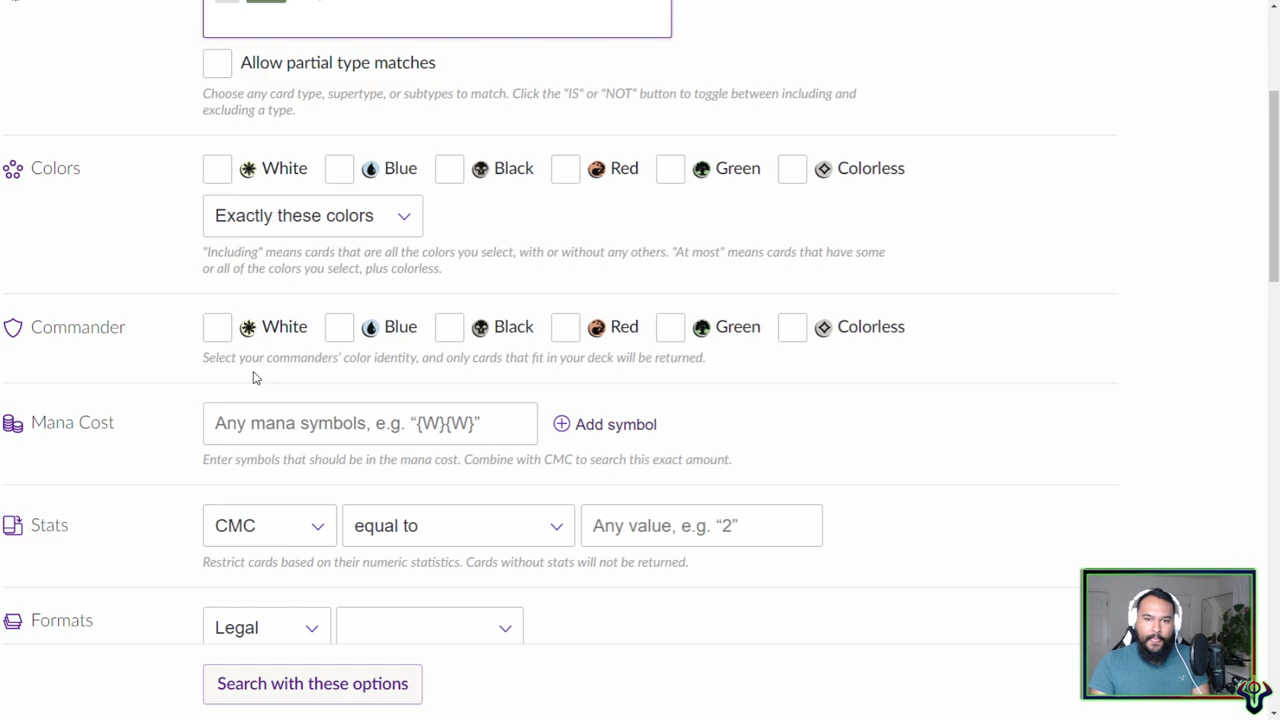 Allow partial type matches
Choose any card type, supertype, or subtypes to match. Click the "IS" or "NOT" button to toggle between including and
excluding a type.
Colors
White Blue Black Red Green Colorless
Exactly these colors
"Including" means cards that are all the colors you select, with or without any others. "At most" means cards that have some
or all of the colors you select, plus colorless.
Commander
White Blue Black Red Green Colorless
Select your commanders' color identity, and only cards that fit in your deck will be returned.
Mana Cost
Any mana symbols, e.g. “{W}{W}” Add symbol
Enter symbols that should be in the mana cost. Combine with CMC to search this exact amount.
Stats
CMC equal to Any value, e.g. “2”
Restrict cards based on their numeric statistics. Cards without stats will not be returned.
Formats
Legal
Search with these options